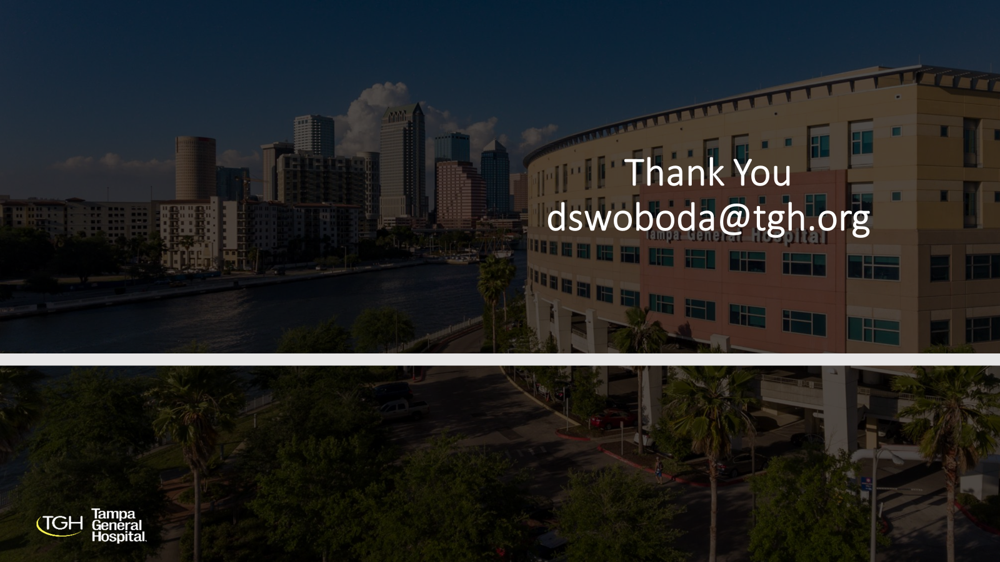 Thank You
dswoboda@tgh.org
Tampa General Hospital
TGH
Tampa
General
Hospital.